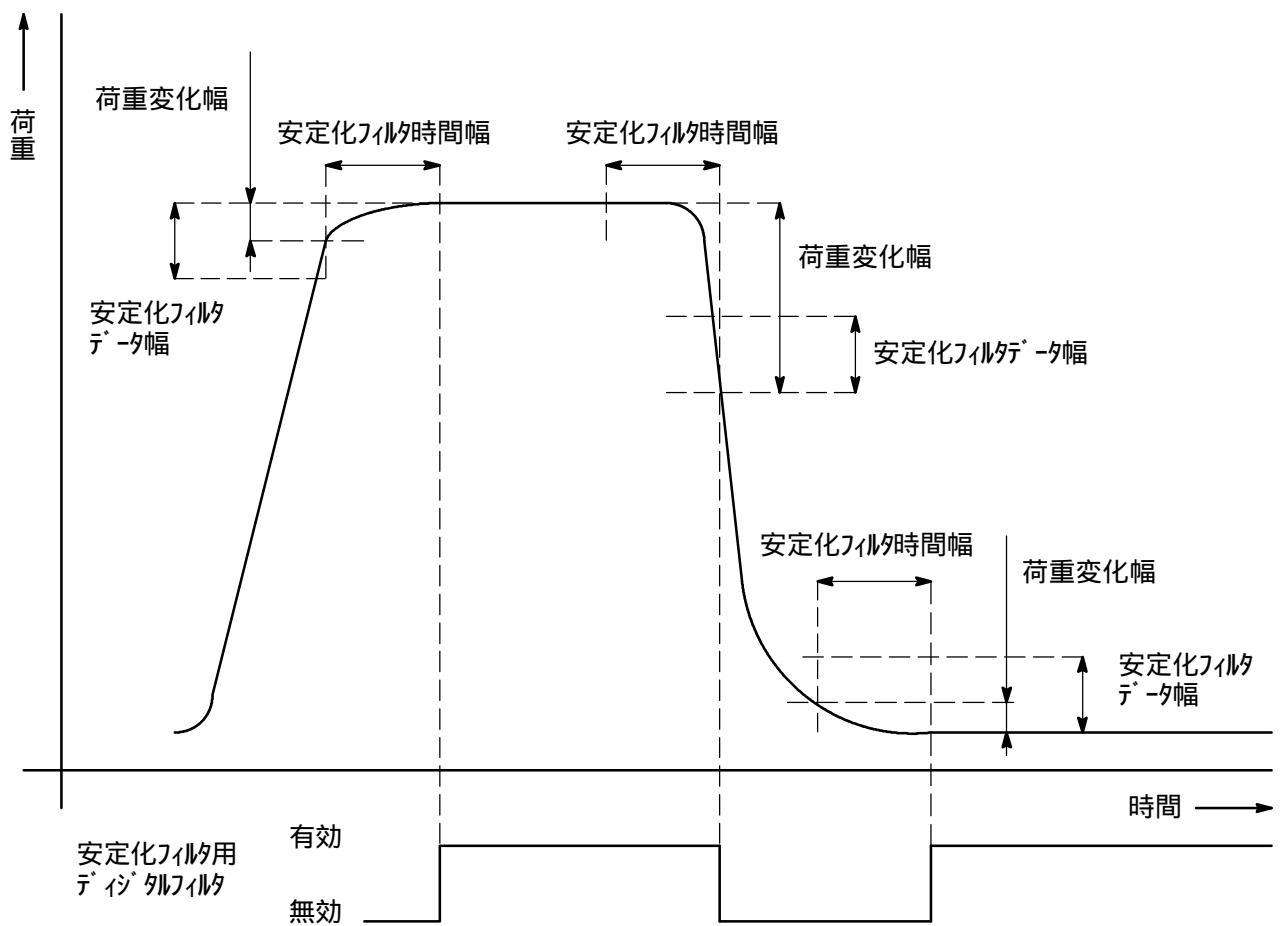 荷重
荷重変化幅
安定化フィルタ時間幅
安定化フィルタ時間幅
荷重変化幅
安定化フィルタ
データ幅
安定化フィルタデータ幅
安定化フィルタ時間幅
荷重変化幅
安定化フィルタ
データ幅
時間
安定化フィルタ用
ディジタルフィルタ
有効
無効